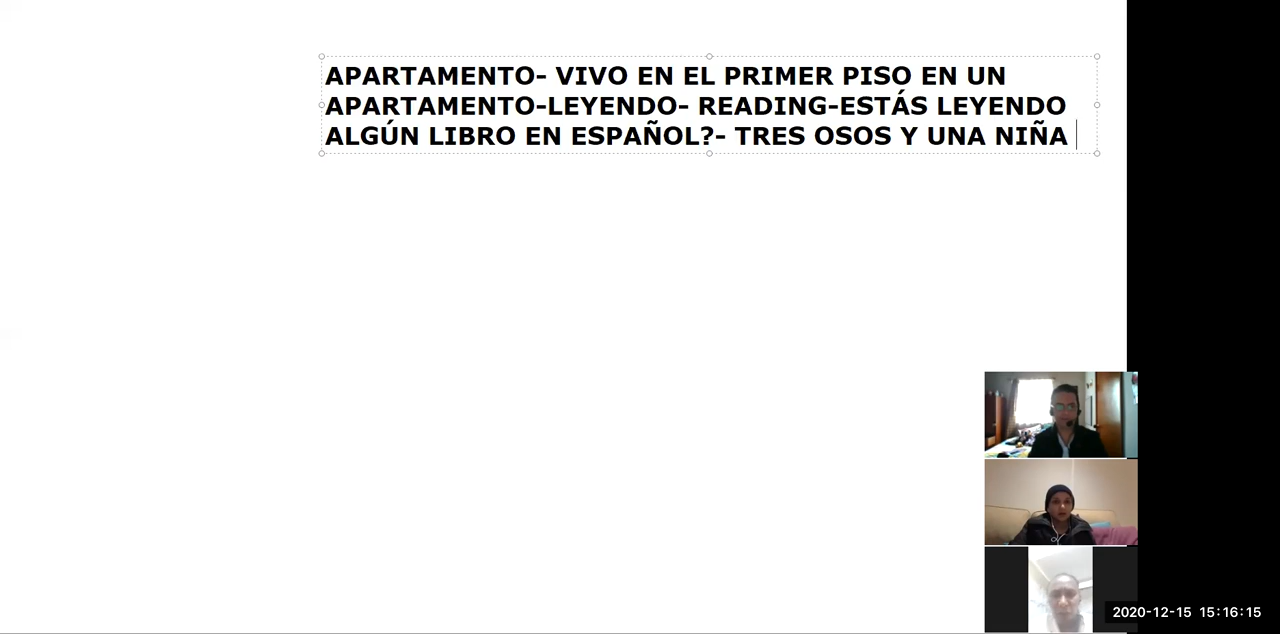 APARTAMENTO- VIVO EN EL PRIMER PISO EN UN
APARTAMENTO-LEYENDO- READING-ESTÁS LEYENDO
ALGÚN LIBRO EN ESPAÑOL?- TRES OSOS Y UNA NIÑA
2020-12-15 15:16:15